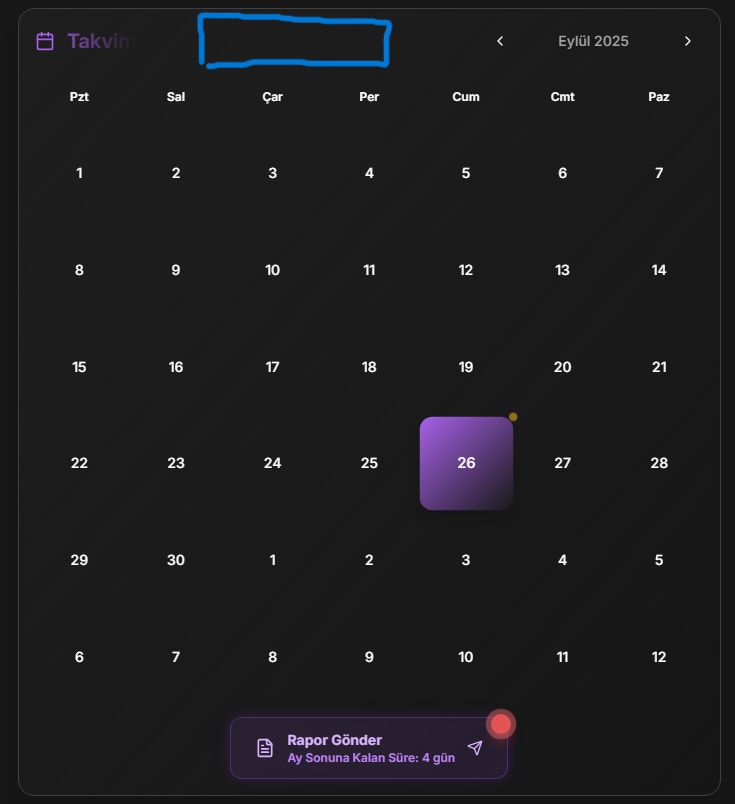 Takvim
Eylül 2025
Pzt Sal Çar Per Cum Cmt Paz
1 2 3 4 5 6 7
8 9 10 11 12 13 14
15 16 17 18 19 20 21
22 23 24 25 26 27 28
29 30 1 2 3 4 5
6 7 8 9 10 11 12
Rapor Gönder
Ay Sonuna Kalan Süre: 4 gün